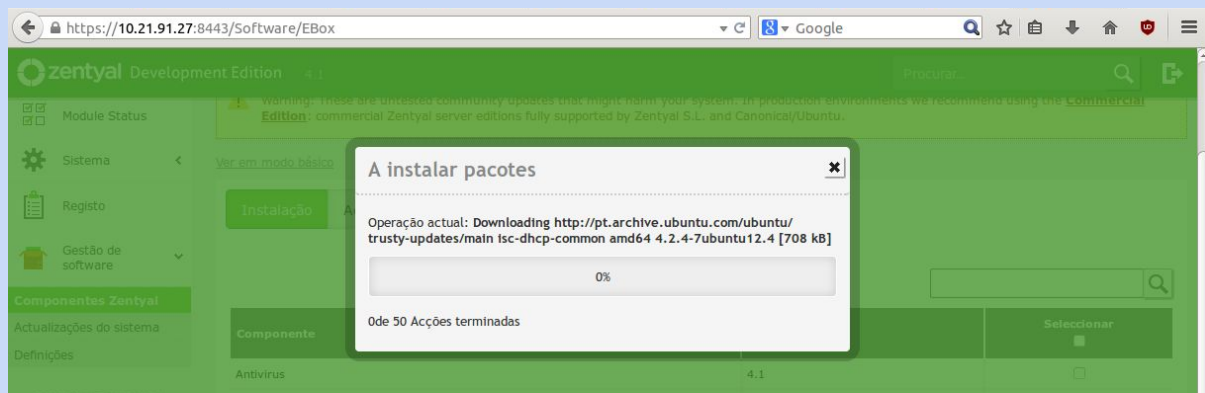 https://10.21.91.27:8443/Software/EBox
Google
zentyal Development Edition 4.1
Procurar...
Warning: These are untested community updates that might harm your system. In production environments we recommend using the Commercial
Edition: commercial Zentyal server editions fully supported by Zentyal S.L. and Canonical/Ubuntu.
Module Status
Sistema
Registo
Gestão de
software
Componentes Zentyal
Actualizações do sistema
Definições
Ver em modo básico
Instalação
A instalar pacotes
Operação actual: Downloading http://pt.archive.ubuntu.com/ubuntu/
trusty-updates/main isc-dhcp-common amd64 4.2.4-7ubuntu12.4 [708 kB]
0%
0de 50 Acções terminadas
Componente
Seleccionar
Antivirus
4.1